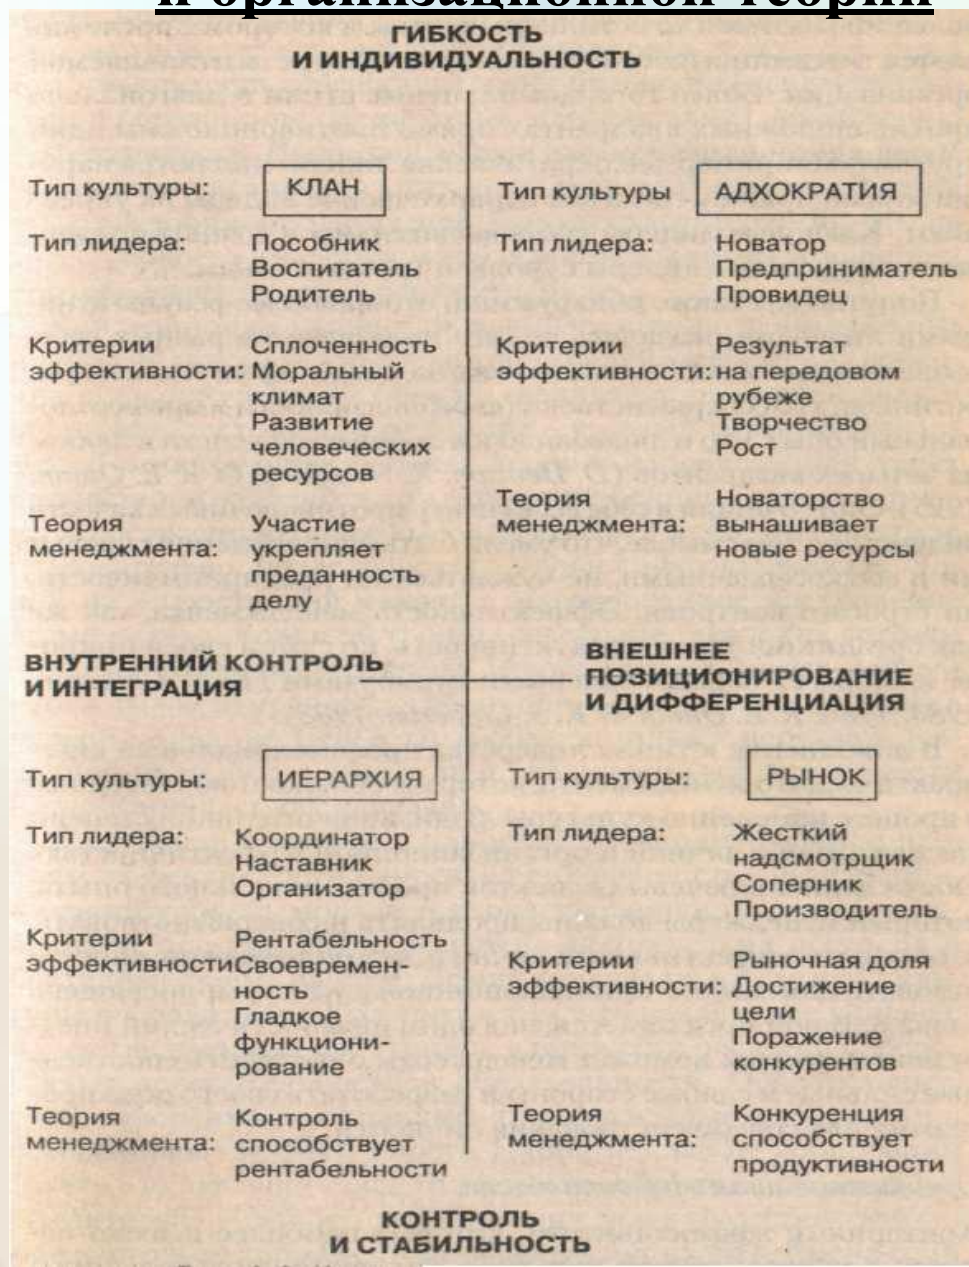 и организационной теории
ГИБКОСТЬ
И ИНДИВИДУАЛЬНОСТЬ
Тип культуры: КЛАН
Тип лидера: Пособник
Воспитатель
Родитель
Критерии Сплоченность
эффективности: Моральный
климат
Развитие
человеческих
ресурсов
Теория Участие
менеджмента: укрепляет
преданность
делу
Тип культуры АДХОКРАТИЯ
Тип лидера: Новатор
Предприниматель
Провидец
Критерии Результат
эффективности: на передовом
рубеже
Творчество
Рост
Теория Новаторство
менеджмента: вынашивает
новые ресурсы
ВНУТРЕННИЙ КОНТРОЛЬ
И ИНТЕГРАЦИЯ
ВНЕШНЕЕ
ПОЗИЦИОНИРОВАНИЕ
И ДИФФЕРЕНЦИАЦИЯ
Тип культуры: ИЕРАРХИЯ
Тип лидера: Координатор
Наставник
Организатор
Критерии Рентабельность
эффективности Своевремен-
ность
Гладкое
функциони-
рование
Теория Контроль
менеджмента: способствует
рентабельности
Тип культуры: РЫНОК
Тип лидера: Жесткий
надсмотрщик
Соперник
Производитель
Критерии Рыночная доля
эффективности: Достижение
цели
Поражение
конкурентов
Теория Конкуренция
менеджмента: способствует
продуктивности
КОНТРОЛЬ
И СТАБИЛЬНОСТЬ